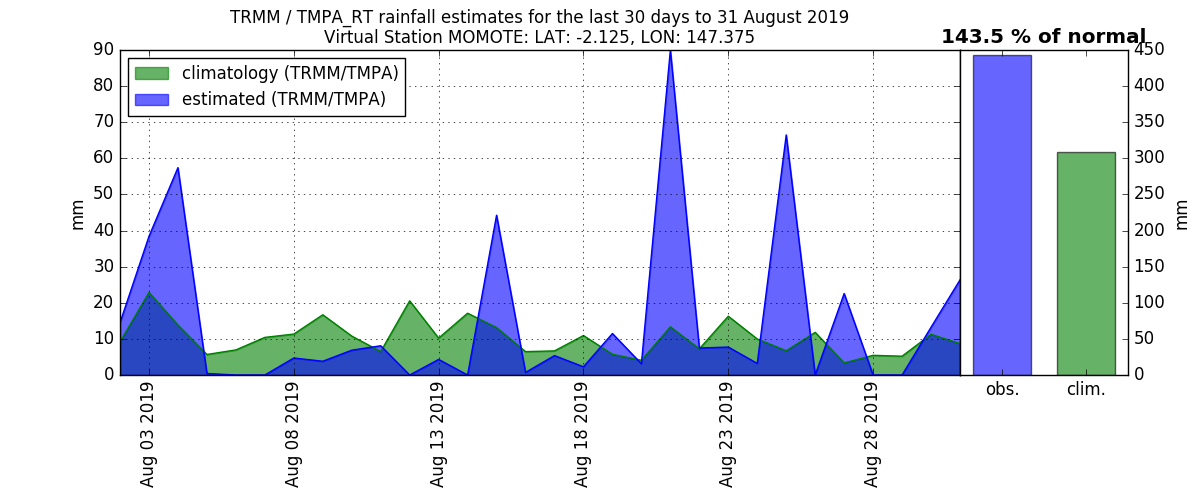 TRMM / TMPA_RT rainfall estimates for the last 30 days to 31 August 2019
Virtual Station MOMOTE: LAT: -2.125, LON: 147.375
143.5 % of normal
climatology (TRMM/TMPA)
estimated (TRMM/TMPA)
90
80
70
60
50
40
30
20
10
0
mm
Aug 03 2019
Aug 08 2019
Aug 13 2019
Aug 18 2019
Aug 23 2019
Aug 28 2019
450
400
350
300
250
200
150
100
50
0
mm
obs.
clim.